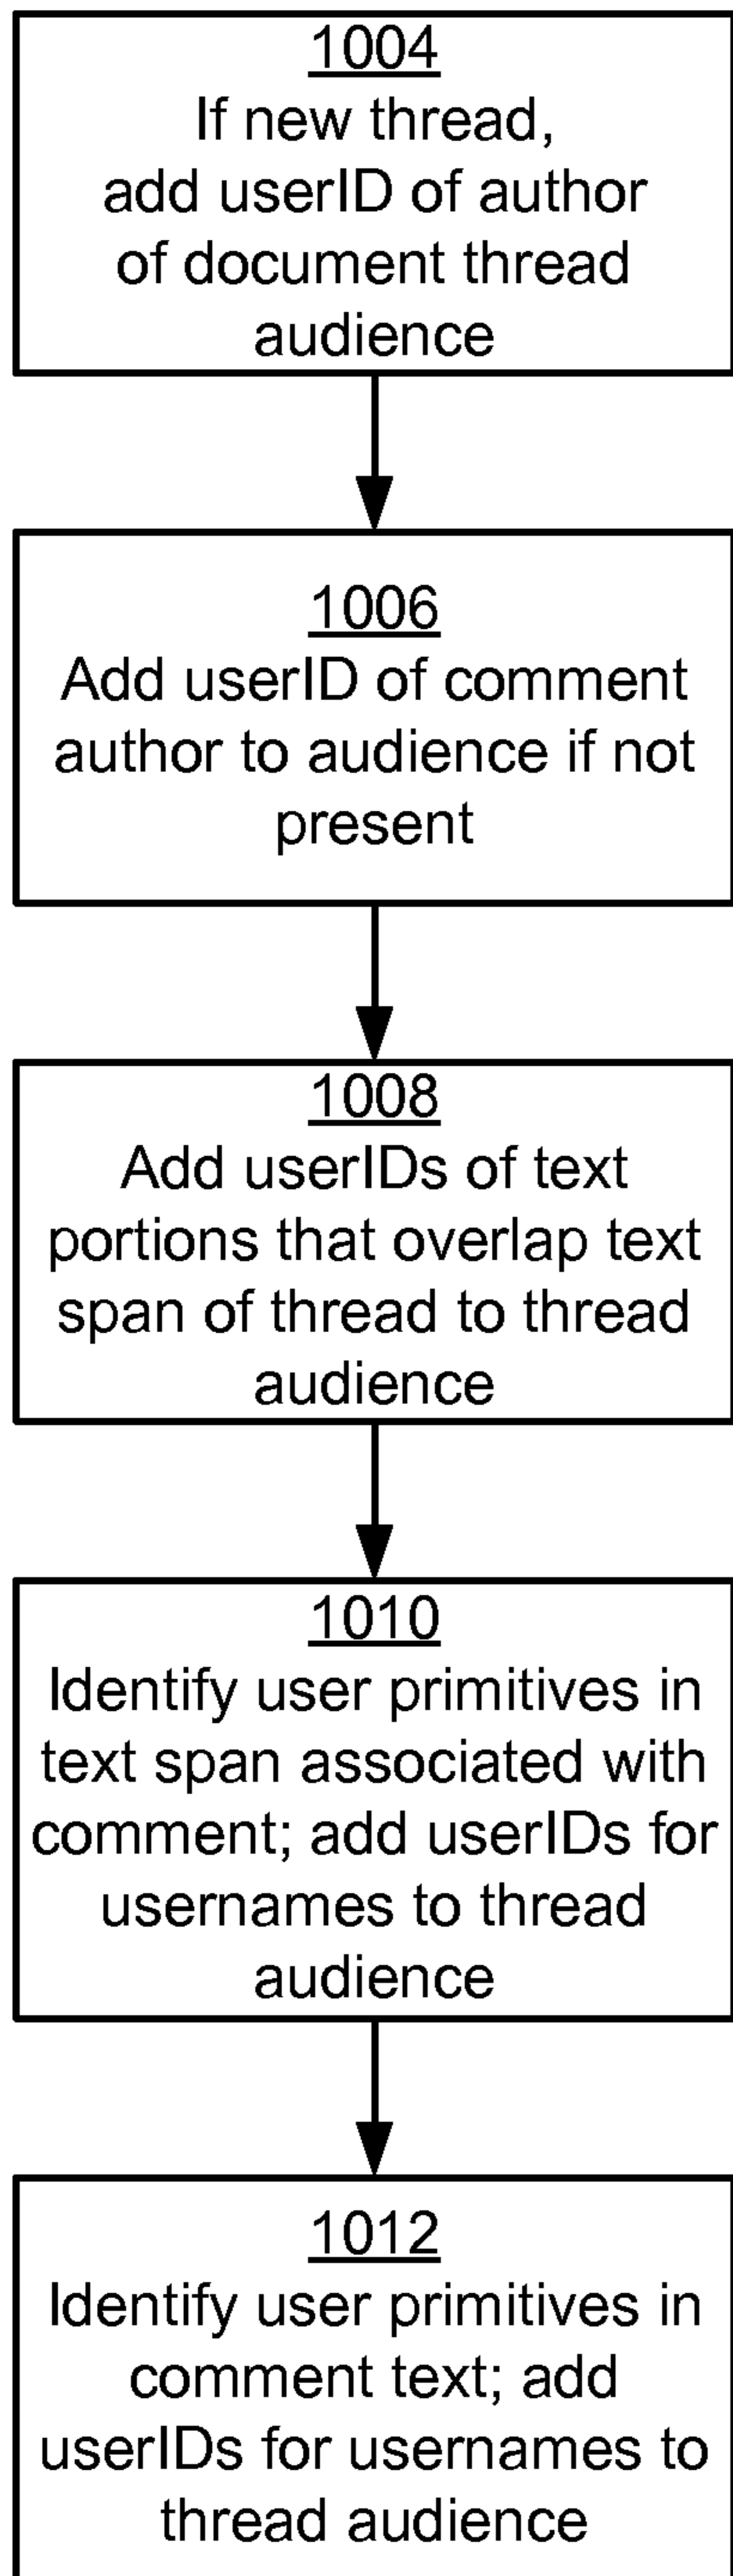 1004
If new thread,
add userID of author
of document thread
audience
1006
Add userID of comment
author to audience if not
present
1008
Add userIDs of text
portions that overlap text
span of thread to thread
audience
1010
Identify user primitives in
text span associated with
comment; add userIDs for
usernames to thread
audience
1012
Identify user primitives in
comment text; add
userIDs for usernames to
thread audience